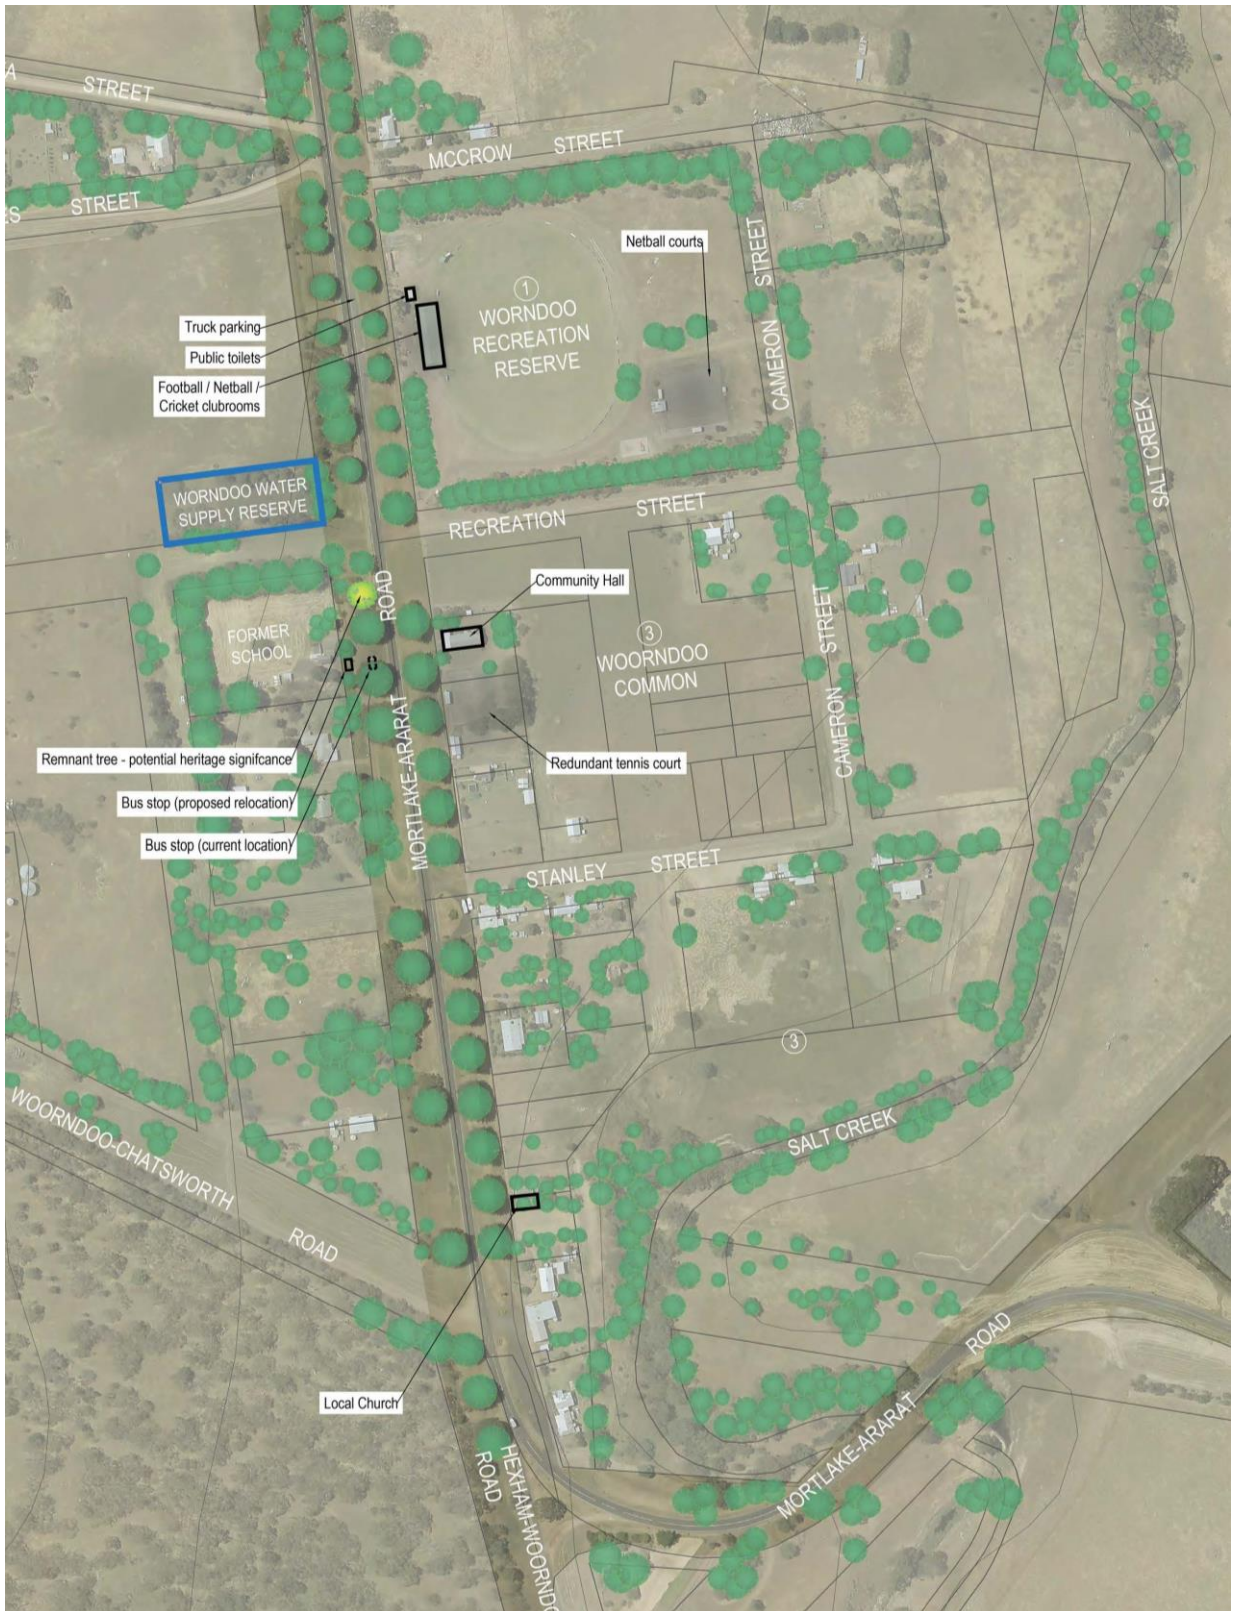 A
STREET
MCCROW STREET
ES STREET
Netball courts
STREET
1
WORNDOO
RECREATION
RESERVE
Truck parking
Public toilets
Football / Netball /
Cricket clubrooms
CAMERON
SALT CREEK
WORNDOO WATER
SUPPLY RESERVE
RECREATION STREET
ROAD
Community Hall
FORMER
SCHOOL
3
WOORNDOO
COMMON
STREET
Remnant tree - potential heritage signifcance
Redundant tennis court
MORTLAKE-ARARAT
CAMERON
Bus stop (proposed relocation)
Bus stop (current location)
STANLEY STREET
3
WOORNDOO-CHATSWORTH
ROAD
SALT CREEK
Local Church
ROAD
MORTLAKE-ARARAT
HEXHAM-WOORNDO
ROAD